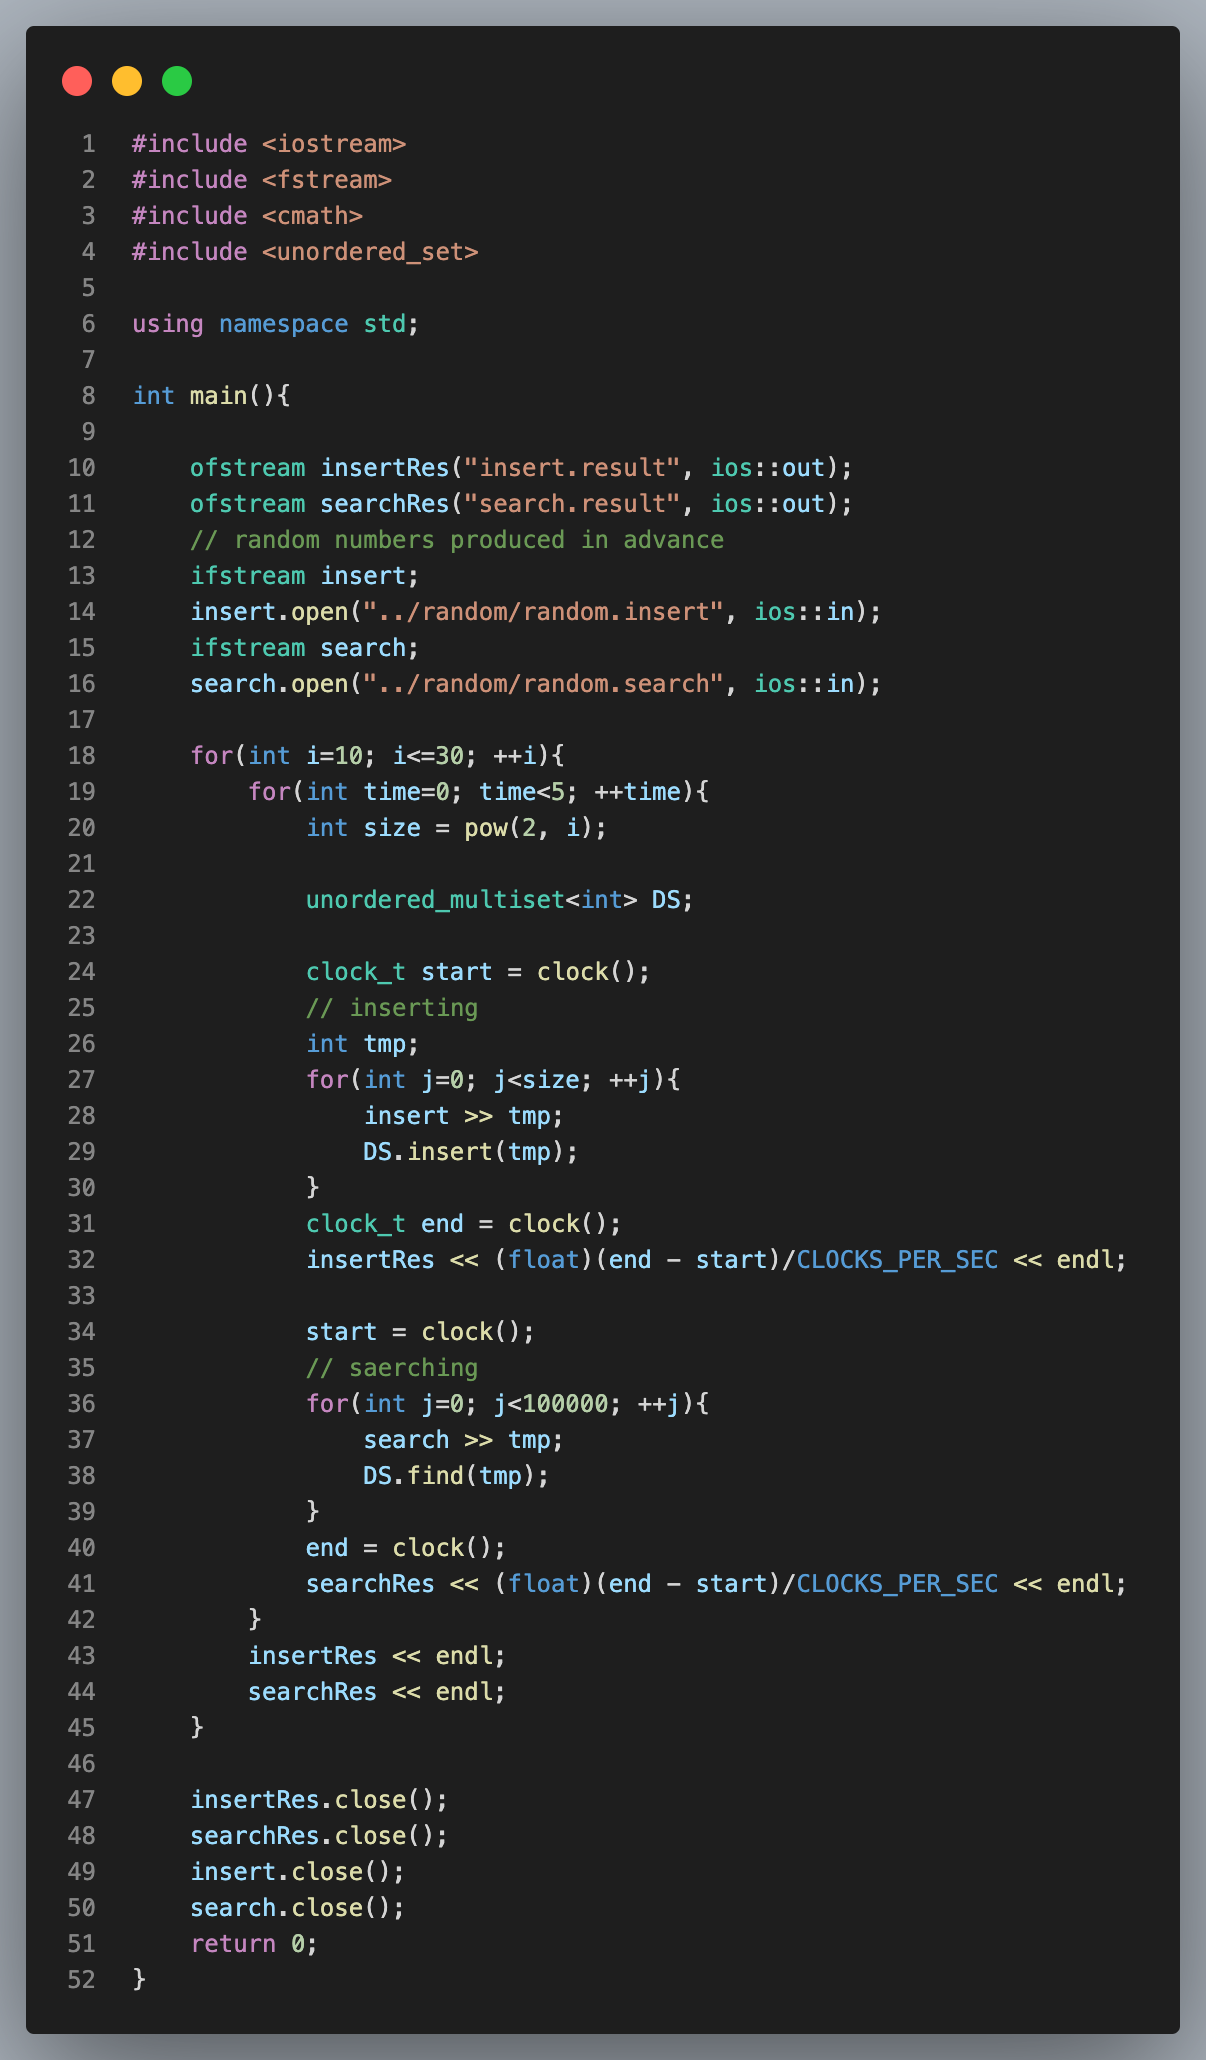 1 #include <iostream>
2 #include <fstream>
3 #include <cmath>
4 #include <unordered_set>
5
6 using namespace std;
7
8 int main(){
9
10     ofstream insertRes("insert.result", ios::out);
11     ofstream searchRes("search.result", ios::out);
12     // random numbers produced in advance
13     ifstream insert;
14     insert.open("../random/random.insert", ios::in);
15     ifstream search;
16     search.open("../random/random.search", ios::in);
17
18     for(int i=10; i<=30; ++i){
19         for(int time=0; time<5; ++time){
20             int size = pow(2, i);
21
22             unordered_multiset<int> DS;
23
24             clock_t start = clock();
25             // inserting
26             int tmp;
27             for(int j=0; j<size; ++j){
28                 insert >> tmp;
29                 DS.insert(tmp);
30             }
31             clock_t end = clock();
32             insertRes << (float)(end - start)/CLOCKS_PER_SEC << endl;
33
34             start = clock();
35             // saerching
36             for(int j=0; j<100000; ++j){
37                 search >> tmp;
38                 DS.find(tmp);
39             }
40             end = clock();
41             searchRes << (float)(end - start)/CLOCKS_PER_SEC << endl;
42         }
43         insertRes << endl;
44         searchRes << endl;
45     }
46
47     insertRes.close();
48     searchRes.close();
49     insert.close();
50     search.close();
51     return 0;
52 }